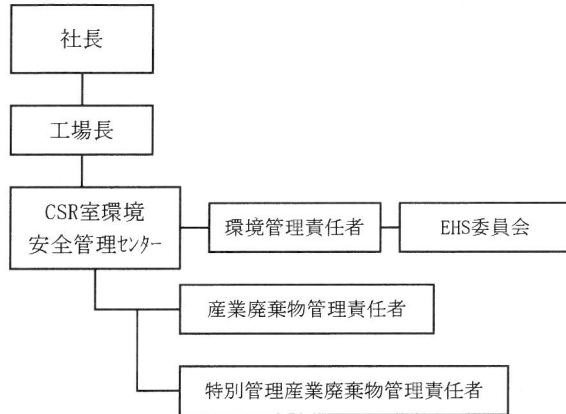 社長
工場長
CSR室環境
安全管理ｾﾝﾀｰ
環境管理責任者
EHS委員会
産業廃棄物管理責任者
特別管理産業廃棄物管理責任者